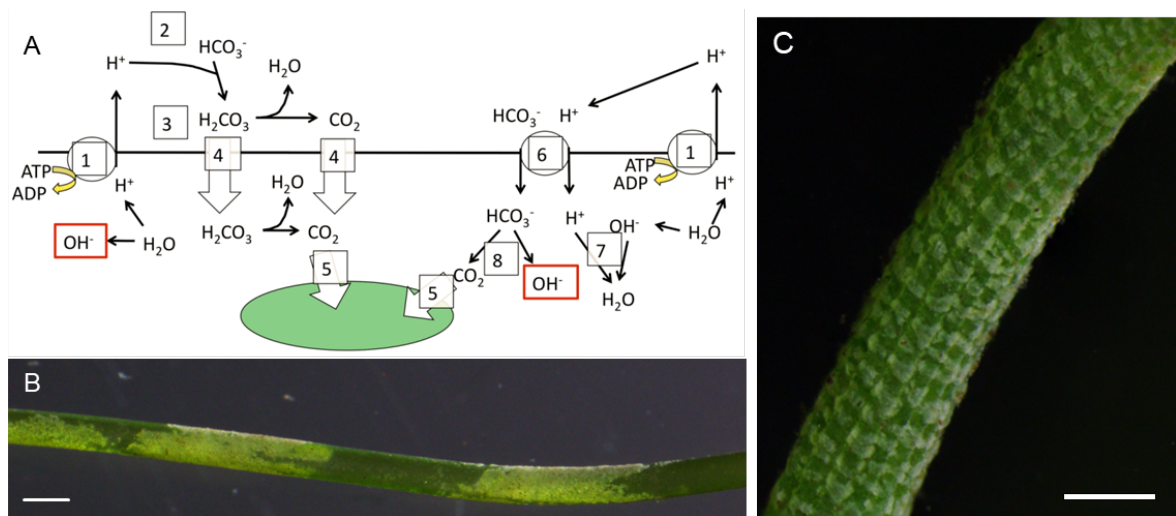 A
2
HCO₃⁻
H⁺
H₂O
H⁺
3
H₂CO₃
CO₂
HCO₃⁻ H⁺
1
4
4
6
1
ATP
ADP
H⁺
ATP
ADP
H⁺
H₂O
OH⁻
H₂O
H₂CO₃
CO₂
HCO₃⁻
H⁺
OH⁻
H₂O
7
8
5
5
CO₂
OH⁻
H₂O
B
C